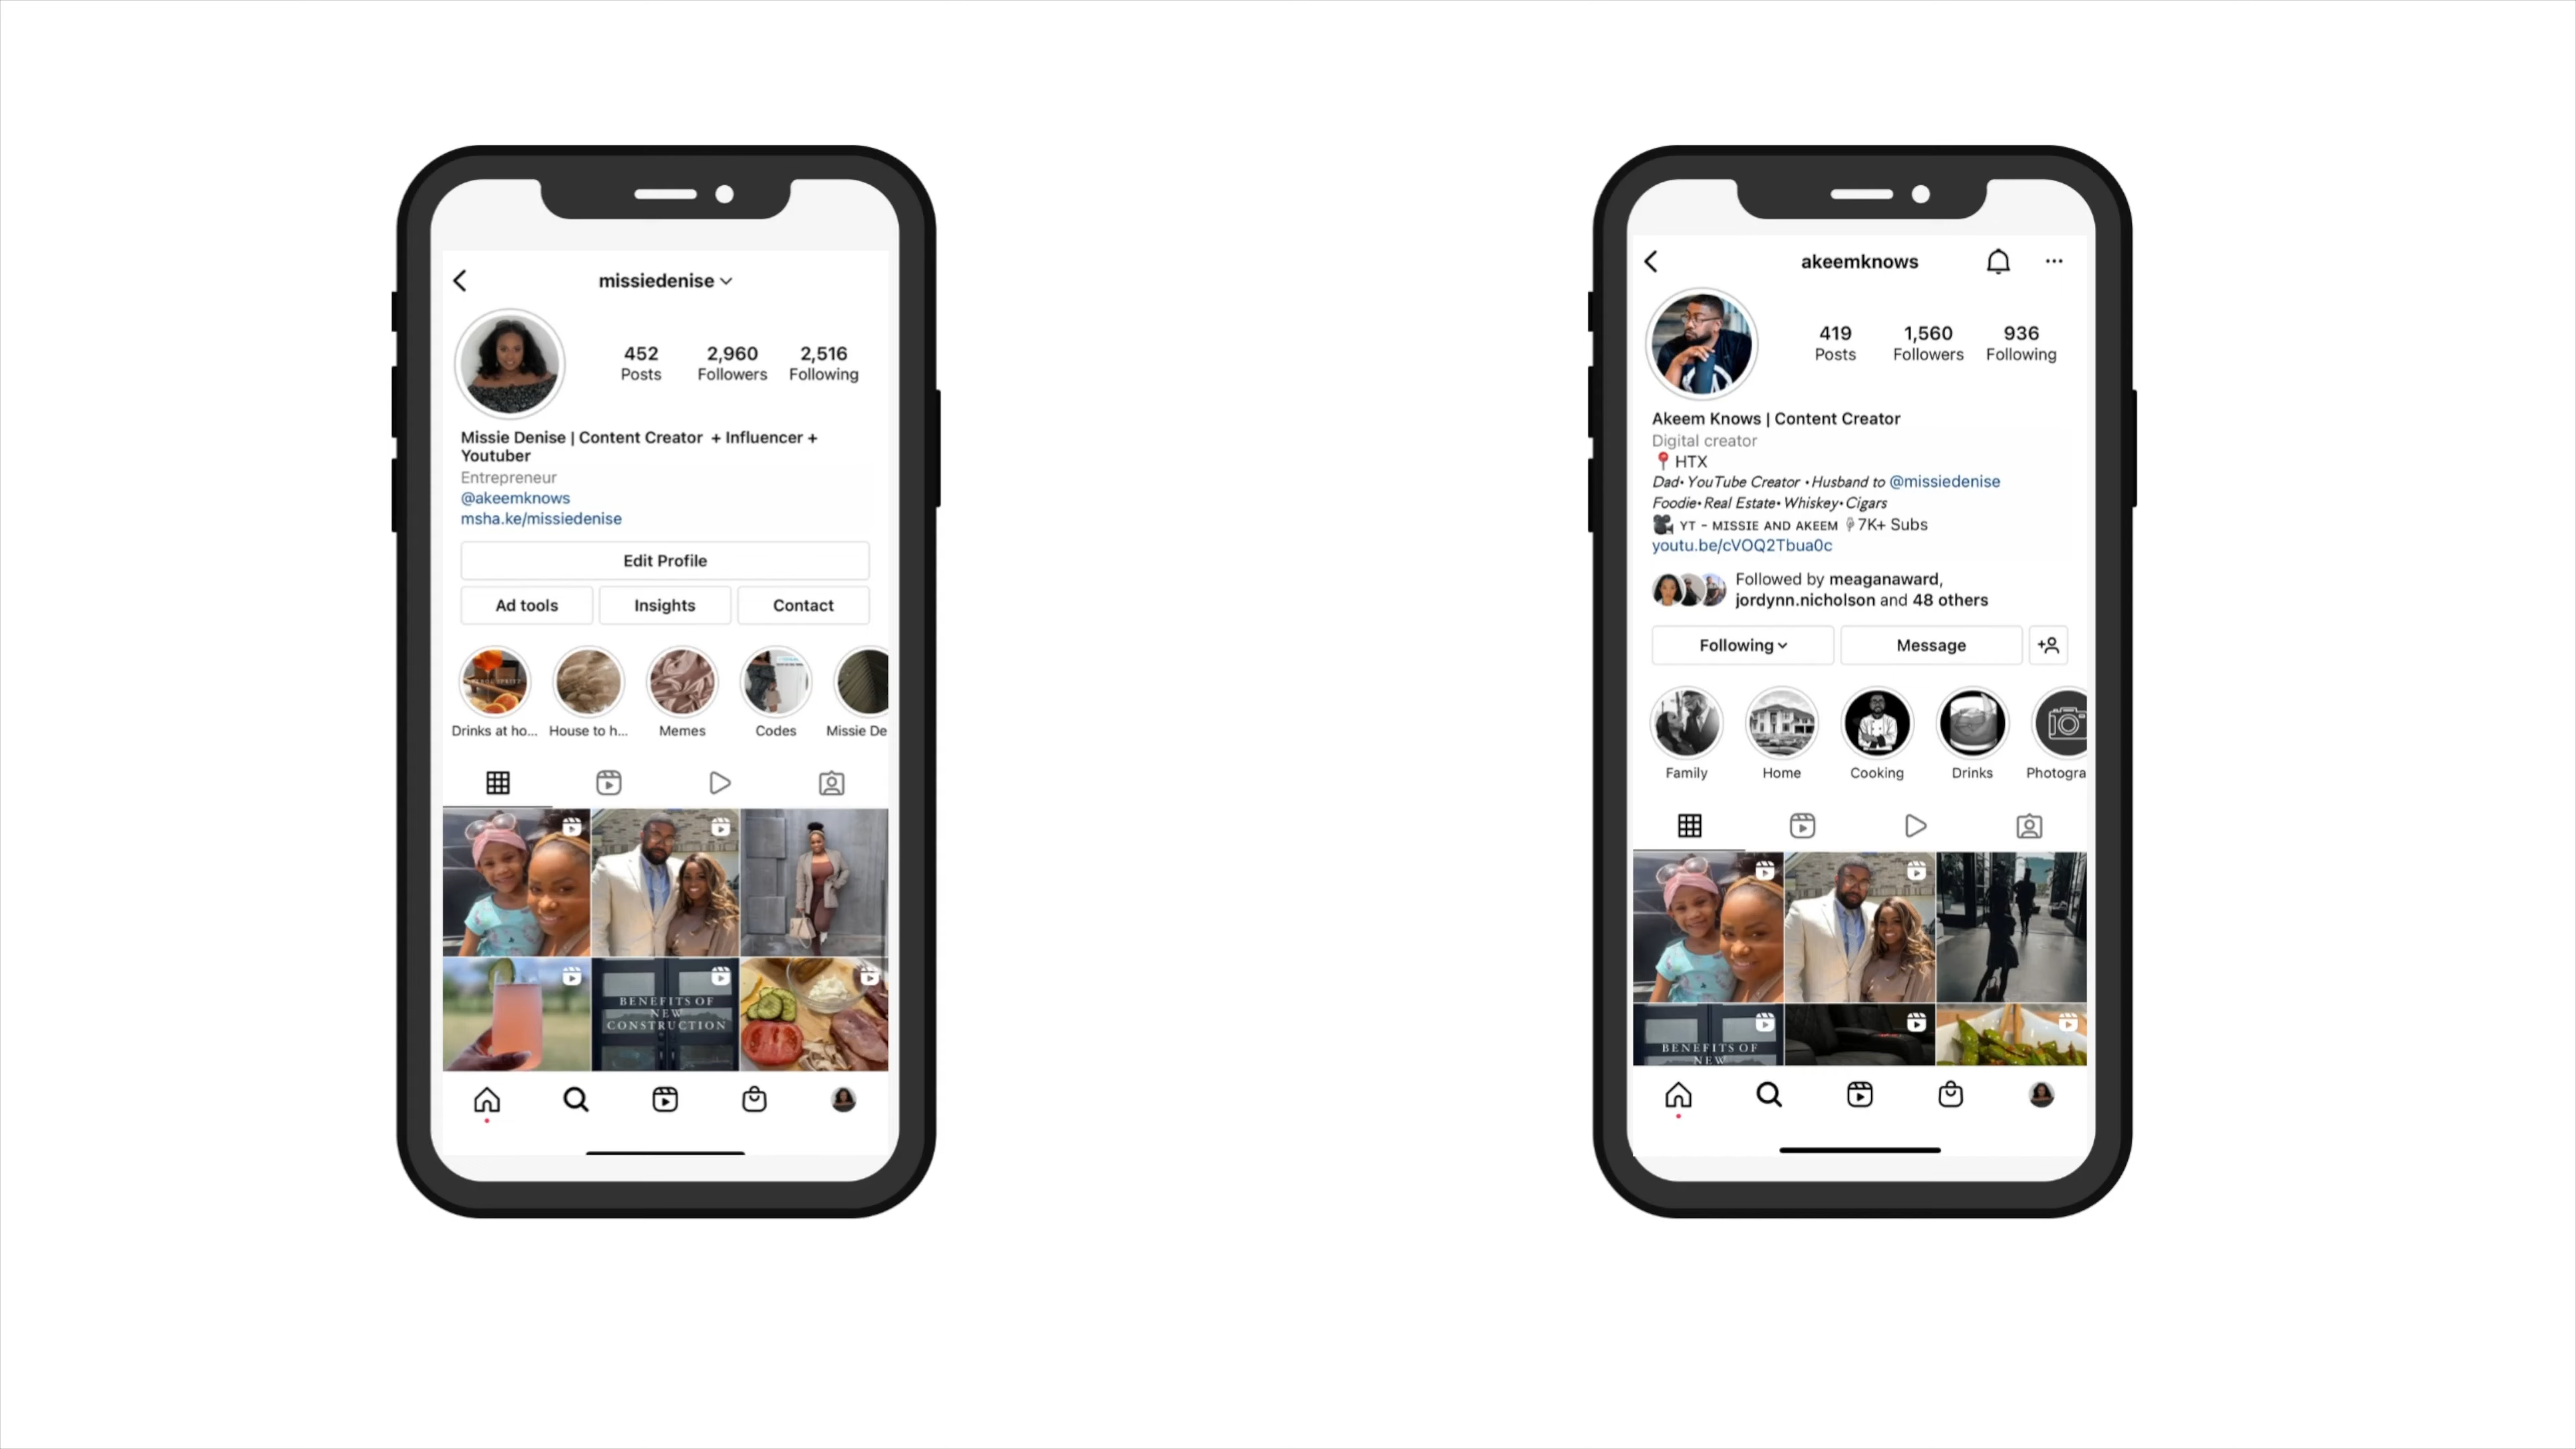 missiedenise
452
2,960
2,516
Posts
Followers
Following
Missie Denise | Content Creator + Influencer +
Youtuber
Entrepreneur
@akeemknows
msha.ke/missiedenise
Edit Profile
Ad tools
Insights
Contact
Drinks at ho...
House to h...
Memes
Codes
Missie De
BENEFITS OF
NEW
CONSTRUCTION
akeemknows
419
1,560
936
Posts
Followers
Following
Akeem Knows | Content Creator
Digital creator
HTX
Dad• YouTube Creator •Husband to @missiedenise
Foodie•Real Estate•Whiskey•Cigars
YT - MISSIE AND AKEEM 7K+ Subs
youtu.be/cVOQ2Tbua0c
Followed by meaganaward,
jordynn.nicholson and 48 others
Following
Message
Family
Home
Cooking
Drinks
Photogra
BENEFITS OF
NEW